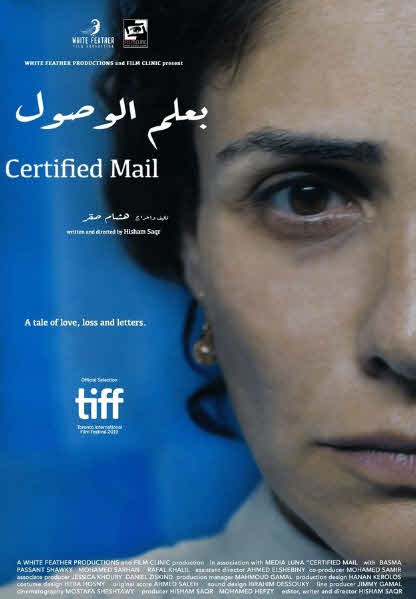 WHITE FEATHER
FILM PRODUCTION
FILM CLINIC
WHITE FEATHER PRODUCTIONS and FILM CLINIC present
بعلم الوصول
Certified Mail
تأليف واخراج هشام صقر
written and directed by Hisham Saqr
A tale of love, loss and letters.
Official Selection
tiff
Toronto International
Film Festival 2019
A WHITE FEATHER PRODUCTIONS and FILM CLINIC production in association with MEDIA LUNA "CERTIFIED MAIL" with BASMA
PASSANT SHAWKY MOHAMED SARHAN RAFAL KHALIL assistant director AHMED ELSHEBINY co-producer MOHAMED SAMIR
associate producer JESSICA KHOURY DANIEL ZISKIND production manager MAHMOUD GAMAL production design HANAN KEROLOS
costume design HEBA HOSNY original score AHMED SALEH sound design IBRAHIM DESSOUKY line producer JIMMY GAMAL
cinematography MOSTAFA SHESHTAWY producer HISHAM SAQR MOHAMED HEFZY editor, writer and director HISHAM SAQR